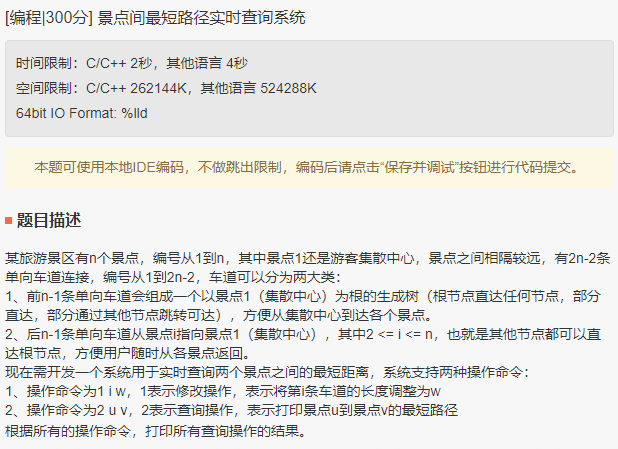 [编程|300分] 景点间最短路径实时查询系统
时间限制：C/C++ 2秒，其他语言 4秒
空间限制：C/C++ 262144K，其他语言 524288K
64bit IO Format: %lld
本题可使用本地IDE编码，不做跳出限制，编码后请点击“保存并调试”按钮进行代码提交。
题目描述
某旅游景区有n个景点，编号从1到n，其中景点1还是游客集散中心，景点之间相隔较远，有2n-2条
单向车道连接，编号从1到2n-2，车道可以分为两大类：
1、前n-1条单向车道会组成一个以景点1（集散中心）为根的生成树（根节点直达任何节点，部分
直达，部分通过其他节点跳转可达），方便从集散中心到达各个景点。
2、后n-1条单向车道从景点i指向景点1（集散中心），其中2 <= i <= n，也就是其他节点都可以直
达根节点，方便用户随时从各景点返回。
现在需开发一个系统用于实时查询两个景点之间的最短距离，系统支持两种操作命令：
1、操作命令为1 i w，1表示修改操作，表示将第i条车道的长度调整为w
2、操作命令为2 u v，2表示查询操作，表示打印景点u到景点v的最短路径
根据所有的操作命令，打印所有查询操作的结果。